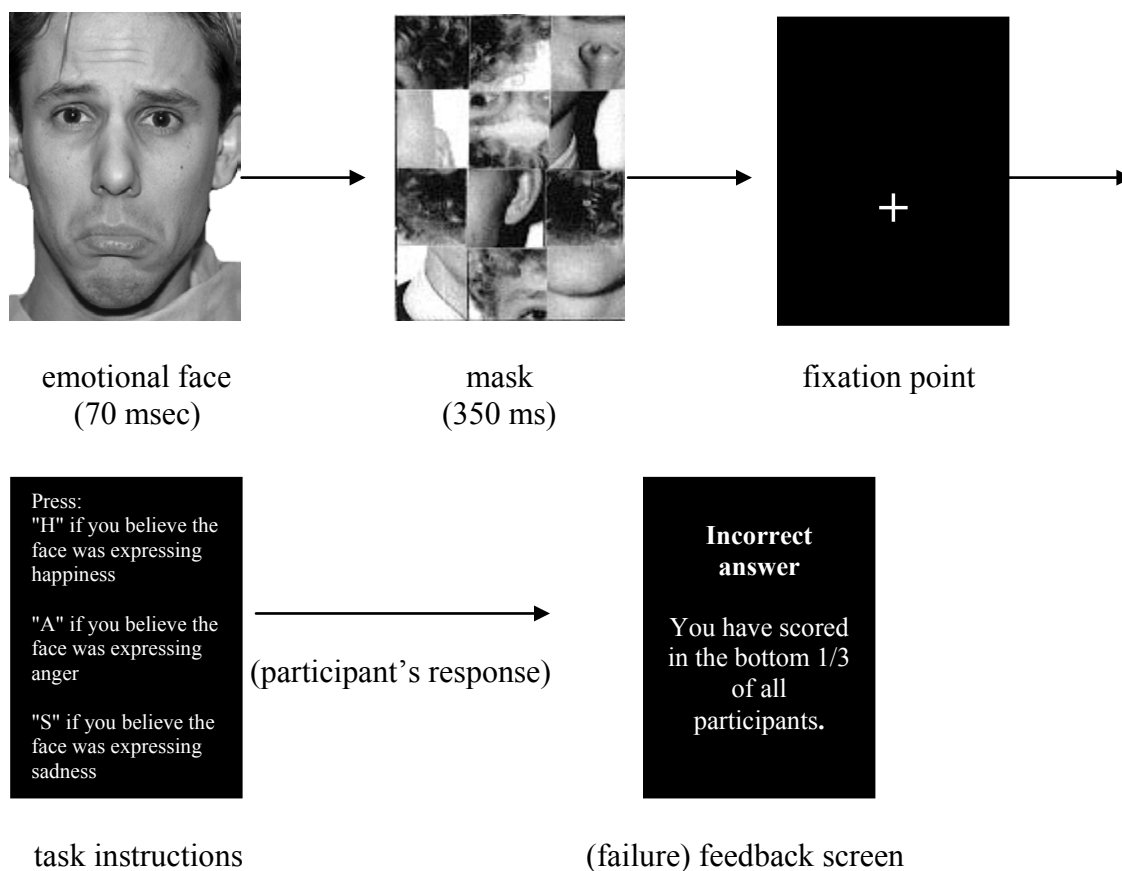 emotional face
(70 msec)
mask
(350 ms)
fixation point
Press:
"H" if you believe the
face was expressing
happiness
"A" if you believe the
face was expressing
anger
"S" if you believe the
face was expressing
sadness
(participant’s response)
Incorrect
answer
You have scored
in the bottom 1/3
of all
participants.
task instructions
(failure) feedback screen